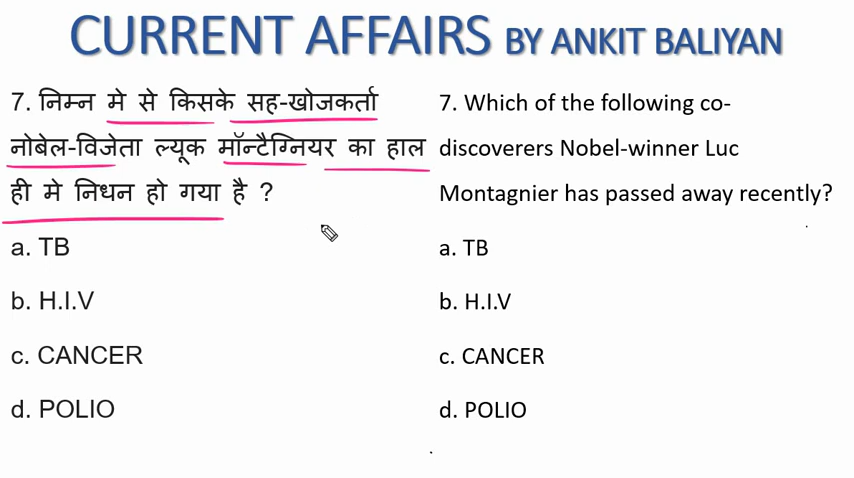 CURRENT AFFAIRS BY ANKIT BALIYAN
7. निम्न मे से किसके सह-खोजकर्ता
नोबेल-विजेता ल्यूक मॉन्टैग्नियर का हाल
ही मे निधन हो गया है ?
a. TB
b. H.I.V
c. CANCER
d. POLIO
7. Which of the following co-
discoverers Nobel-winner Luc
Montagnier has passed away recently?
a. TB
b. H.I.V
c. CANCER
d. POLIO